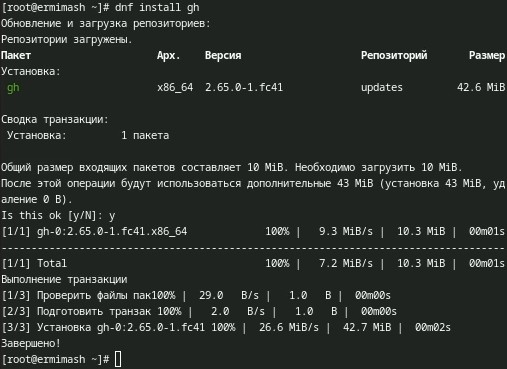 [root@ermimash ~]# dnf install gh
Обновление и загрузка репозиториев:
Репозитории загружены.
Пакет Арх. Версия Репозиторий Размер
Установка:
gh x86_64 2.65.0-1.fc41 updates 42.6 MiB
Сводка транзакции:
Установка: 1 пакета
Общий размер входящих пакетов составляет 10 MiB. Необходимо загрузить 10 MiB.
После этой операции будут использоваться дополнительные 43 MiB (установка 43 MiB, уд
аление 0 B).
Is this ok [y/N]: y
[1/1] gh-0:2.65.0-1.fc41.x86_64 100% | 9.3 MiB/s | 10.3 MiB | 00m01s
------------------------------------------------------------------------------------
[1/1] Total 100% | 7.2 MiB/s | 10.3 MiB | 00m01s
Выполнение транзакции
[1/3] Проверить файлы пак100% | 29.0 B/s | 1.0 B | 00m00s
[2/3] Подготовить транзак 100% | 2.0 B/s | 1.0 B | 00m00s
[3/3] Установка gh-0:2.65.0-1.fc41 100% | 26.6 MiB/s | 42.7 MiB | 00m02s
Завершено!
[root@ermimash ~]#